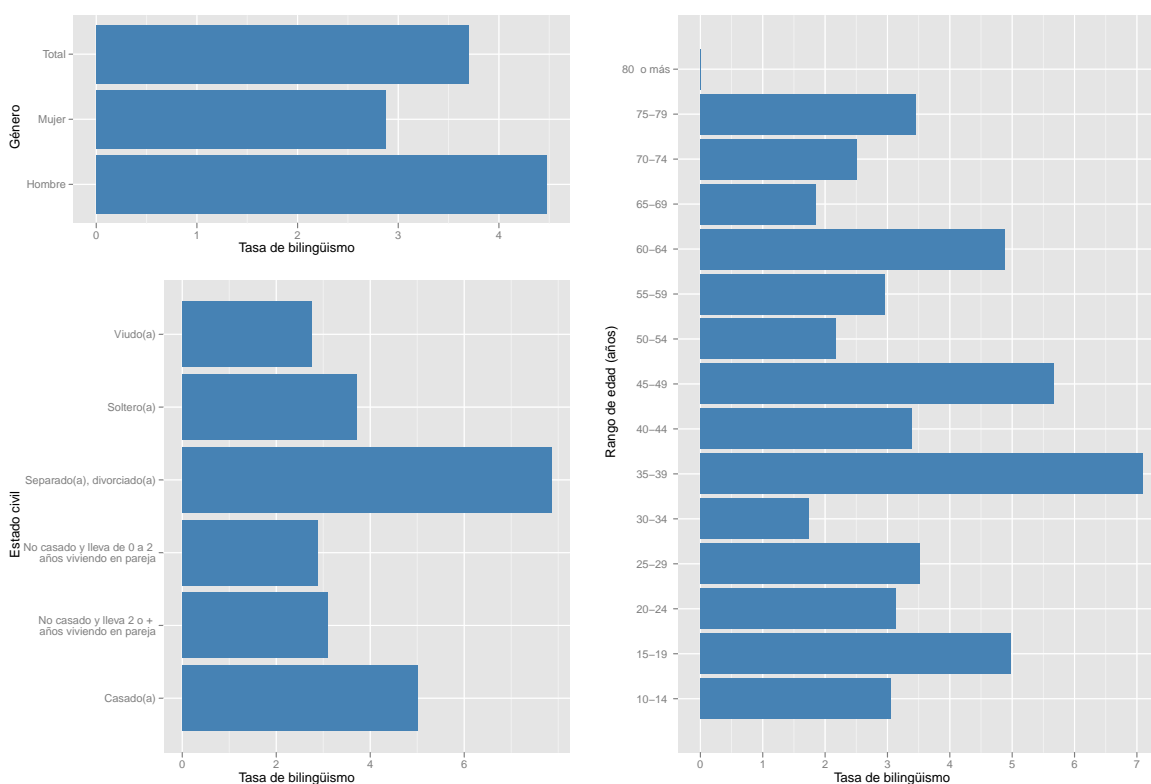 Género
Total
Mujer
Hombre
0 1 2 3 4
Tasa de bilingüismo
Estado civil
Viudo(a)
Soltero(a)
Separado(a), divorciado(a)
No casado y lleva de 0 a 2
años viviendo en pareja
No casado y lleva 2 o +
años viviendo en pareja
Casado(a)
0 2 4 6
Tasa de bilingüismo
Rango de edad (años)
80 o más
75–79
70–74
65–69
60–64
55–59
50–54
45–49
40–44
35–39
30–34
25–29
20–24
15–19
10–14
0 1 2 3 4 5 6 7
Tasa de bilingüismo